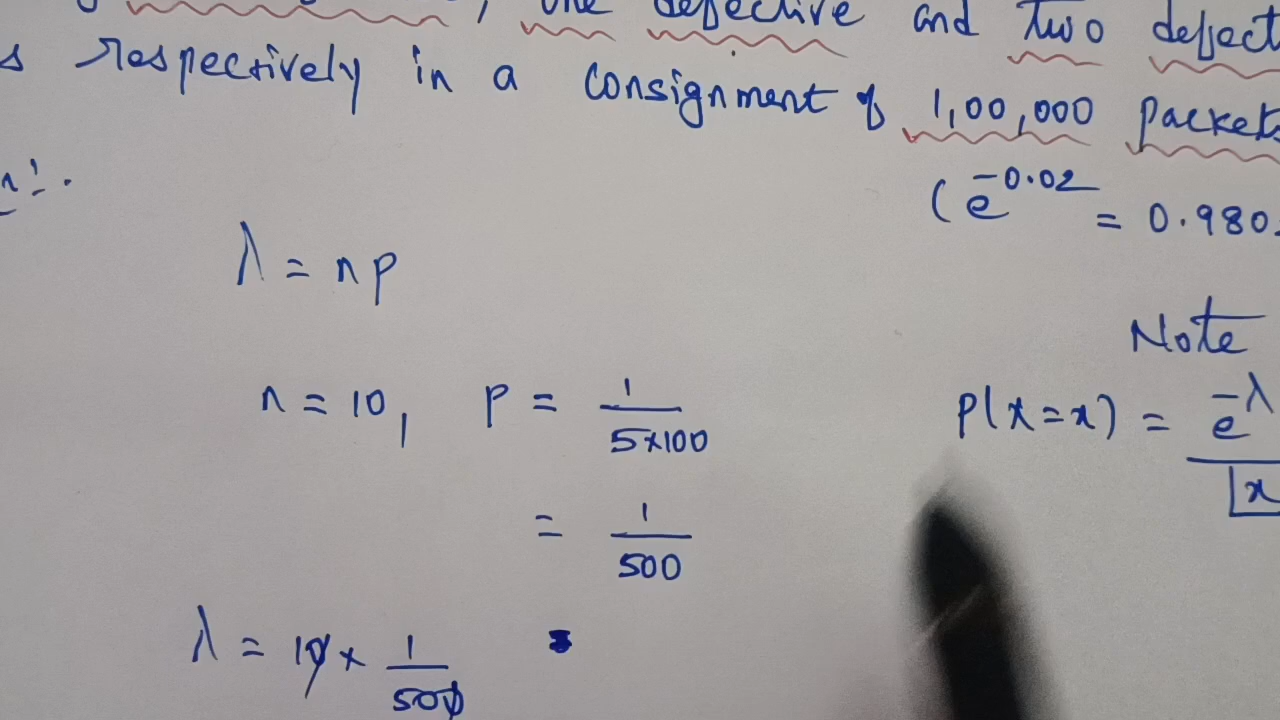 one defective and two defect
s respectively in a consignment of 1,00,000 packets
n:-.
(e^-0.02 = 0.980
λ = np
Note
n = 10, p = 1/5×100
P(x=x) = e^-λ / |x
= 1/500
λ = 10 × 1/500